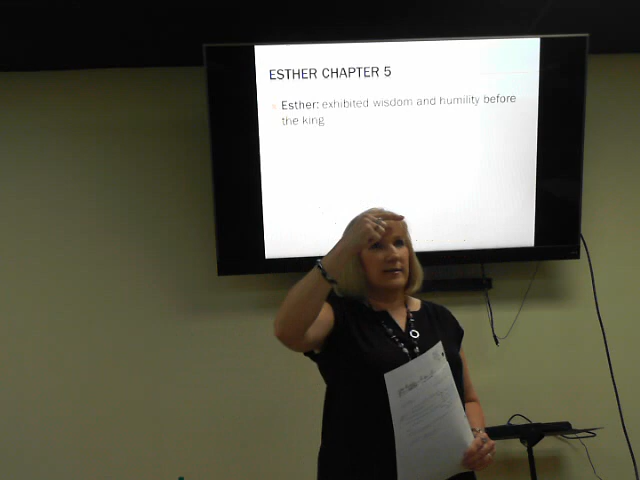 ESTHER CHAPTER 5
Esther: exhibited wisdom and humility before
the king